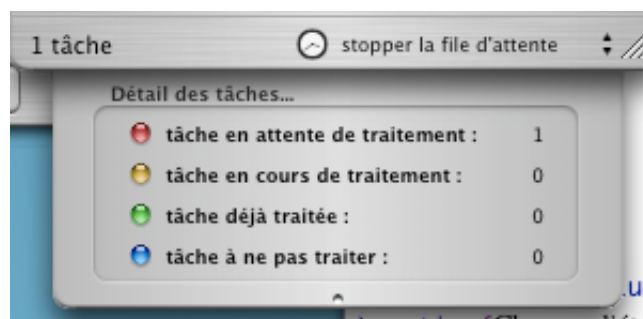 1 tâche stopper la file d'attente
Détail des tâches...
tâche en attente de traitement : 1
tâche en cours de traitement : 0
tâche déjà traitée : 0
tâche à ne pas traiter : 0